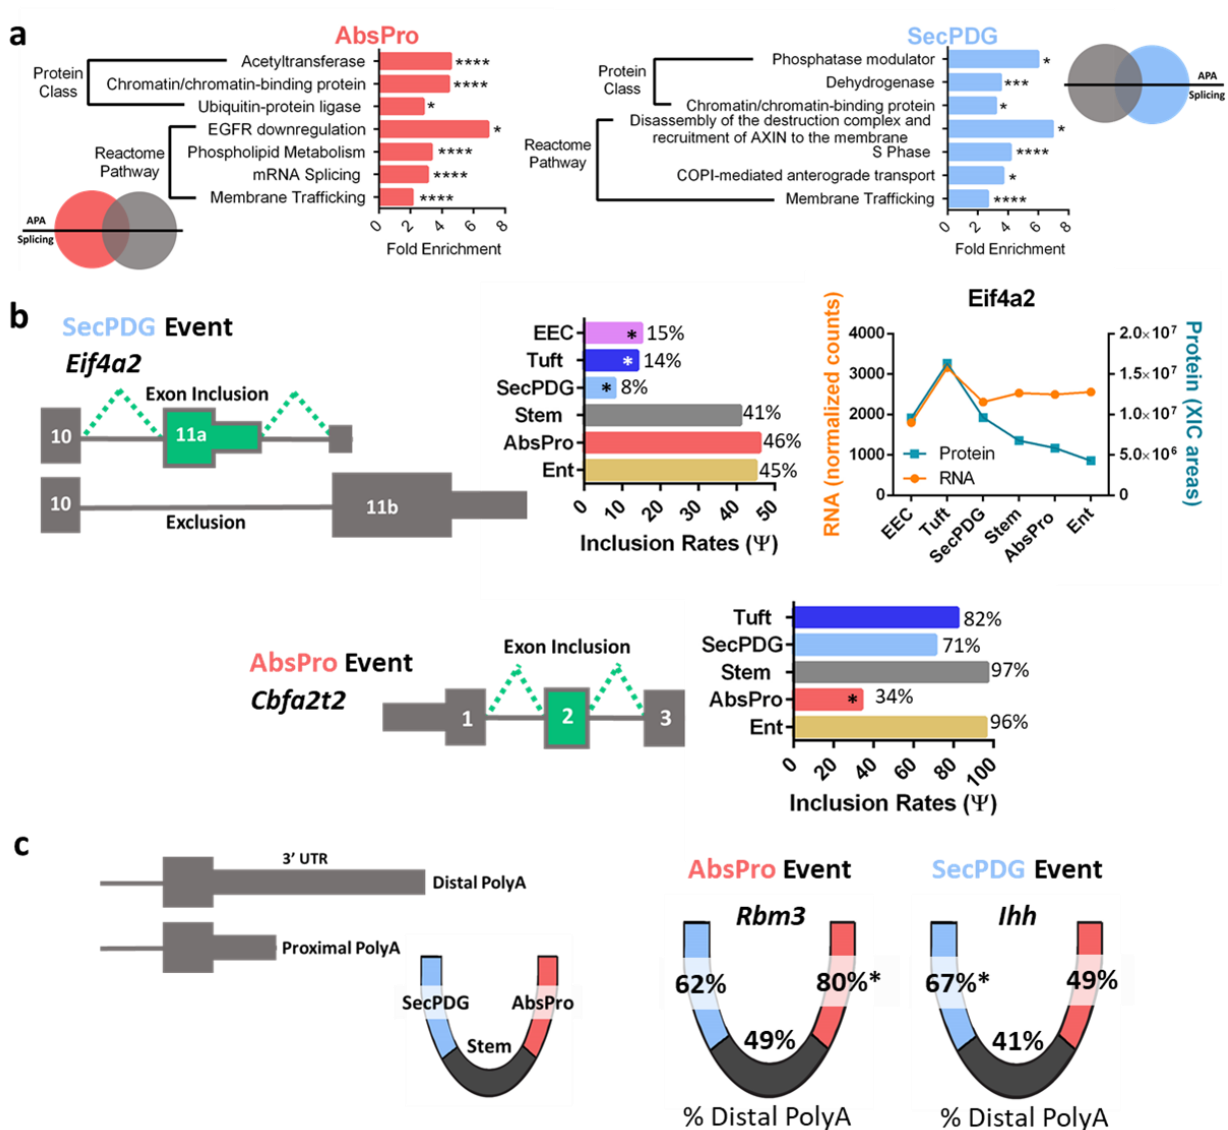 a
AbsPro
Protein
Class
Acetyltransferase
****
Chromatin/chromatin-binding protein
****
Ubiquitin-protein ligase
*
Reactome
Pathway
EGFR downregulation
*
Phospholipid Metabolism
****
mRNA Splicing
****
Membrane Trafficking
****
0 2 4 6 8
Fold Enrichment
APA
Splicing
SecPDG
Protein
Class
Phosphatase modulator
*
Dehydrogenase
***
Chromatin/chromatin-binding protein
*
Reactome
Pathway
Disassembly of the destruction complex and
recruitment of AXIN to the membrane
*
S Phase
****
COPI-mediated anterograde transport
*
Membrane Trafficking
****
0 2 4 6 8
Fold Enrichment
APA
Splicing
b
SecPDG Event
Eif4a2
Exon Inclusion
10
11a
10
11b
Exclusion
EEC * 15%
Tuft * 14%
SecPDG * 8%
Stem 41%
AbsPro 46%
Ent 45%
0 10 20 30 40 50
Inclusion Rates (Ψ)
Eif4a2
RNA (normalized counts)
4000
3000
2000
1000
0
Protein
RNA
2.0×10⁷
1.5×10⁷
1.0×10⁷
5.0×10⁶
0
Protein (XIC areas)
EEC Tuft SecPDG Stem AbsPro Ent
AbsPro Event
Cbfa2t2
Exon Inclusion
1 2 3
Tuft 82%
SecPDG 71%
Stem 97%
AbsPro * 34%
Ent 96%
0 20 40 60 80 100
Inclusion Rates (Ψ)
c
3' UTR
Distal PolyA
Proximal PolyA
SecPDG
AbsPro
Stem
AbsPro Event
Rbm3
62%
80%*
49%
% Distal PolyA
SecPDG Event
Ihh
67%*
49%
41%
% Distal PolyA